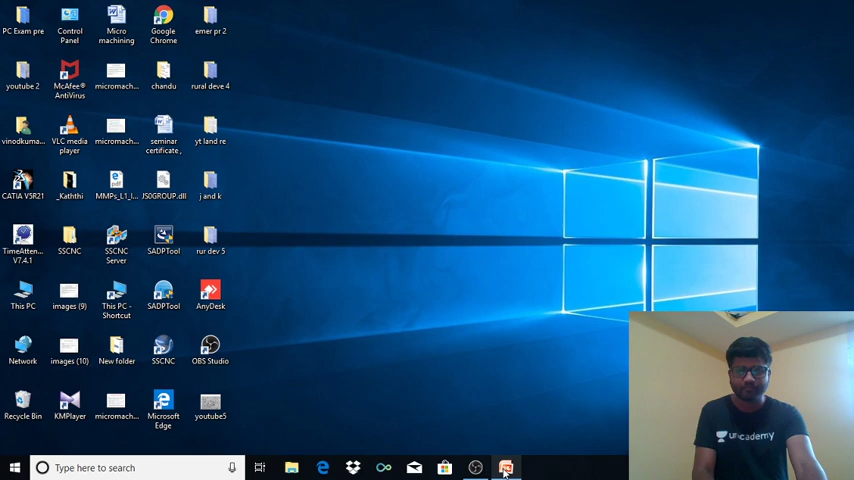 PC Exam pre
Control
Panel
Micro
machining
Google
Chrome
emer pr 2
youtube 2
McAfee®
AntiVirus
micromach...
chandu
rural deve 4
vinodkuma...
VLC media
player
micromach...
seminar
certificate,
yt land re
CATIA V5R21
_Kaththi
MMPs_L1_I...
JS0GROUP.dll
j and k
TimeAtten...
V7.4.1
SSCNC
SSCNC
Server
SADPTool
rur dev 5
This PC
images (9)
This PC -
Shortcut
SADPTool
AnyDesk
Network
images (10)
New folder
SSCNC
OBS Studio
Recycle Bin
KMPlayer
micromach...
Microsoft
Edge
youtube5
Type here to search
unacademy